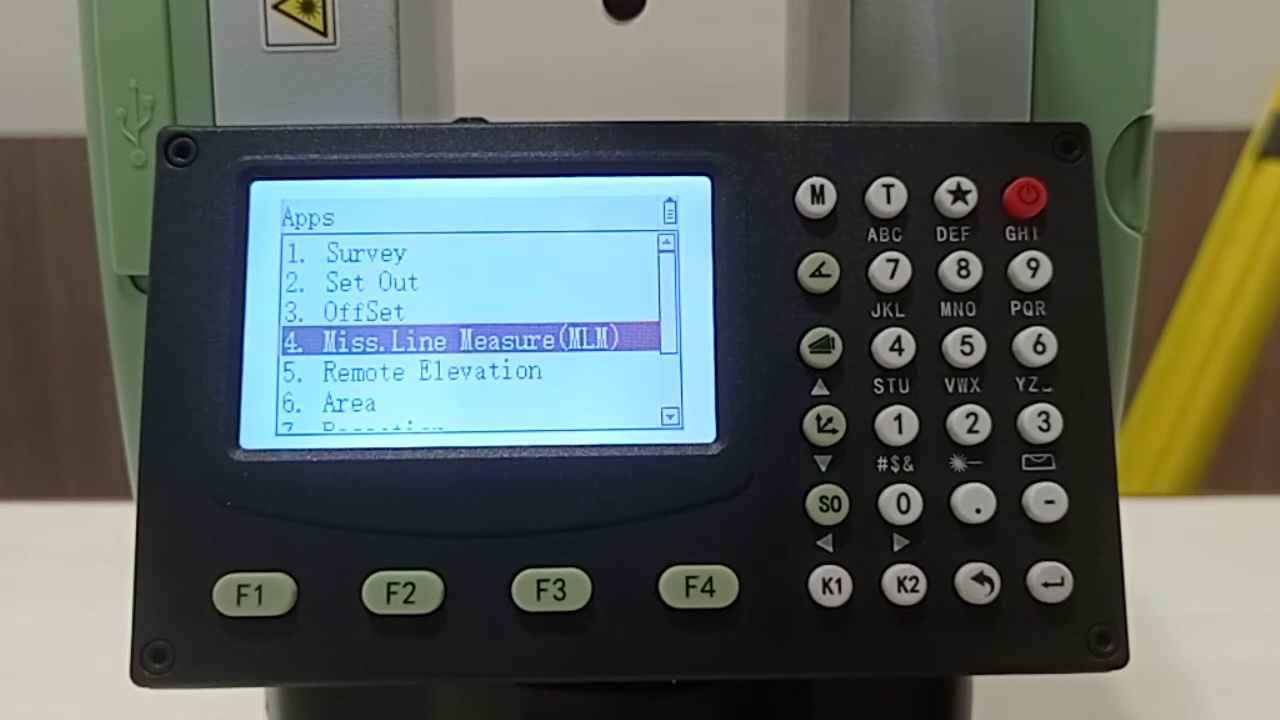 Apps
1. Survey
2. Set Out
3. OffSet
4. Miss.Line Measure(MLM)
5. Remote Elevation
6. Area
M T
ABC DEF GHI
7 8 9
JKL MNO PQR
4 5 6
STU VWX YZ_
1 2 3
#$&
SO 0 . -
F1 F2 F3 F4 K1 K2